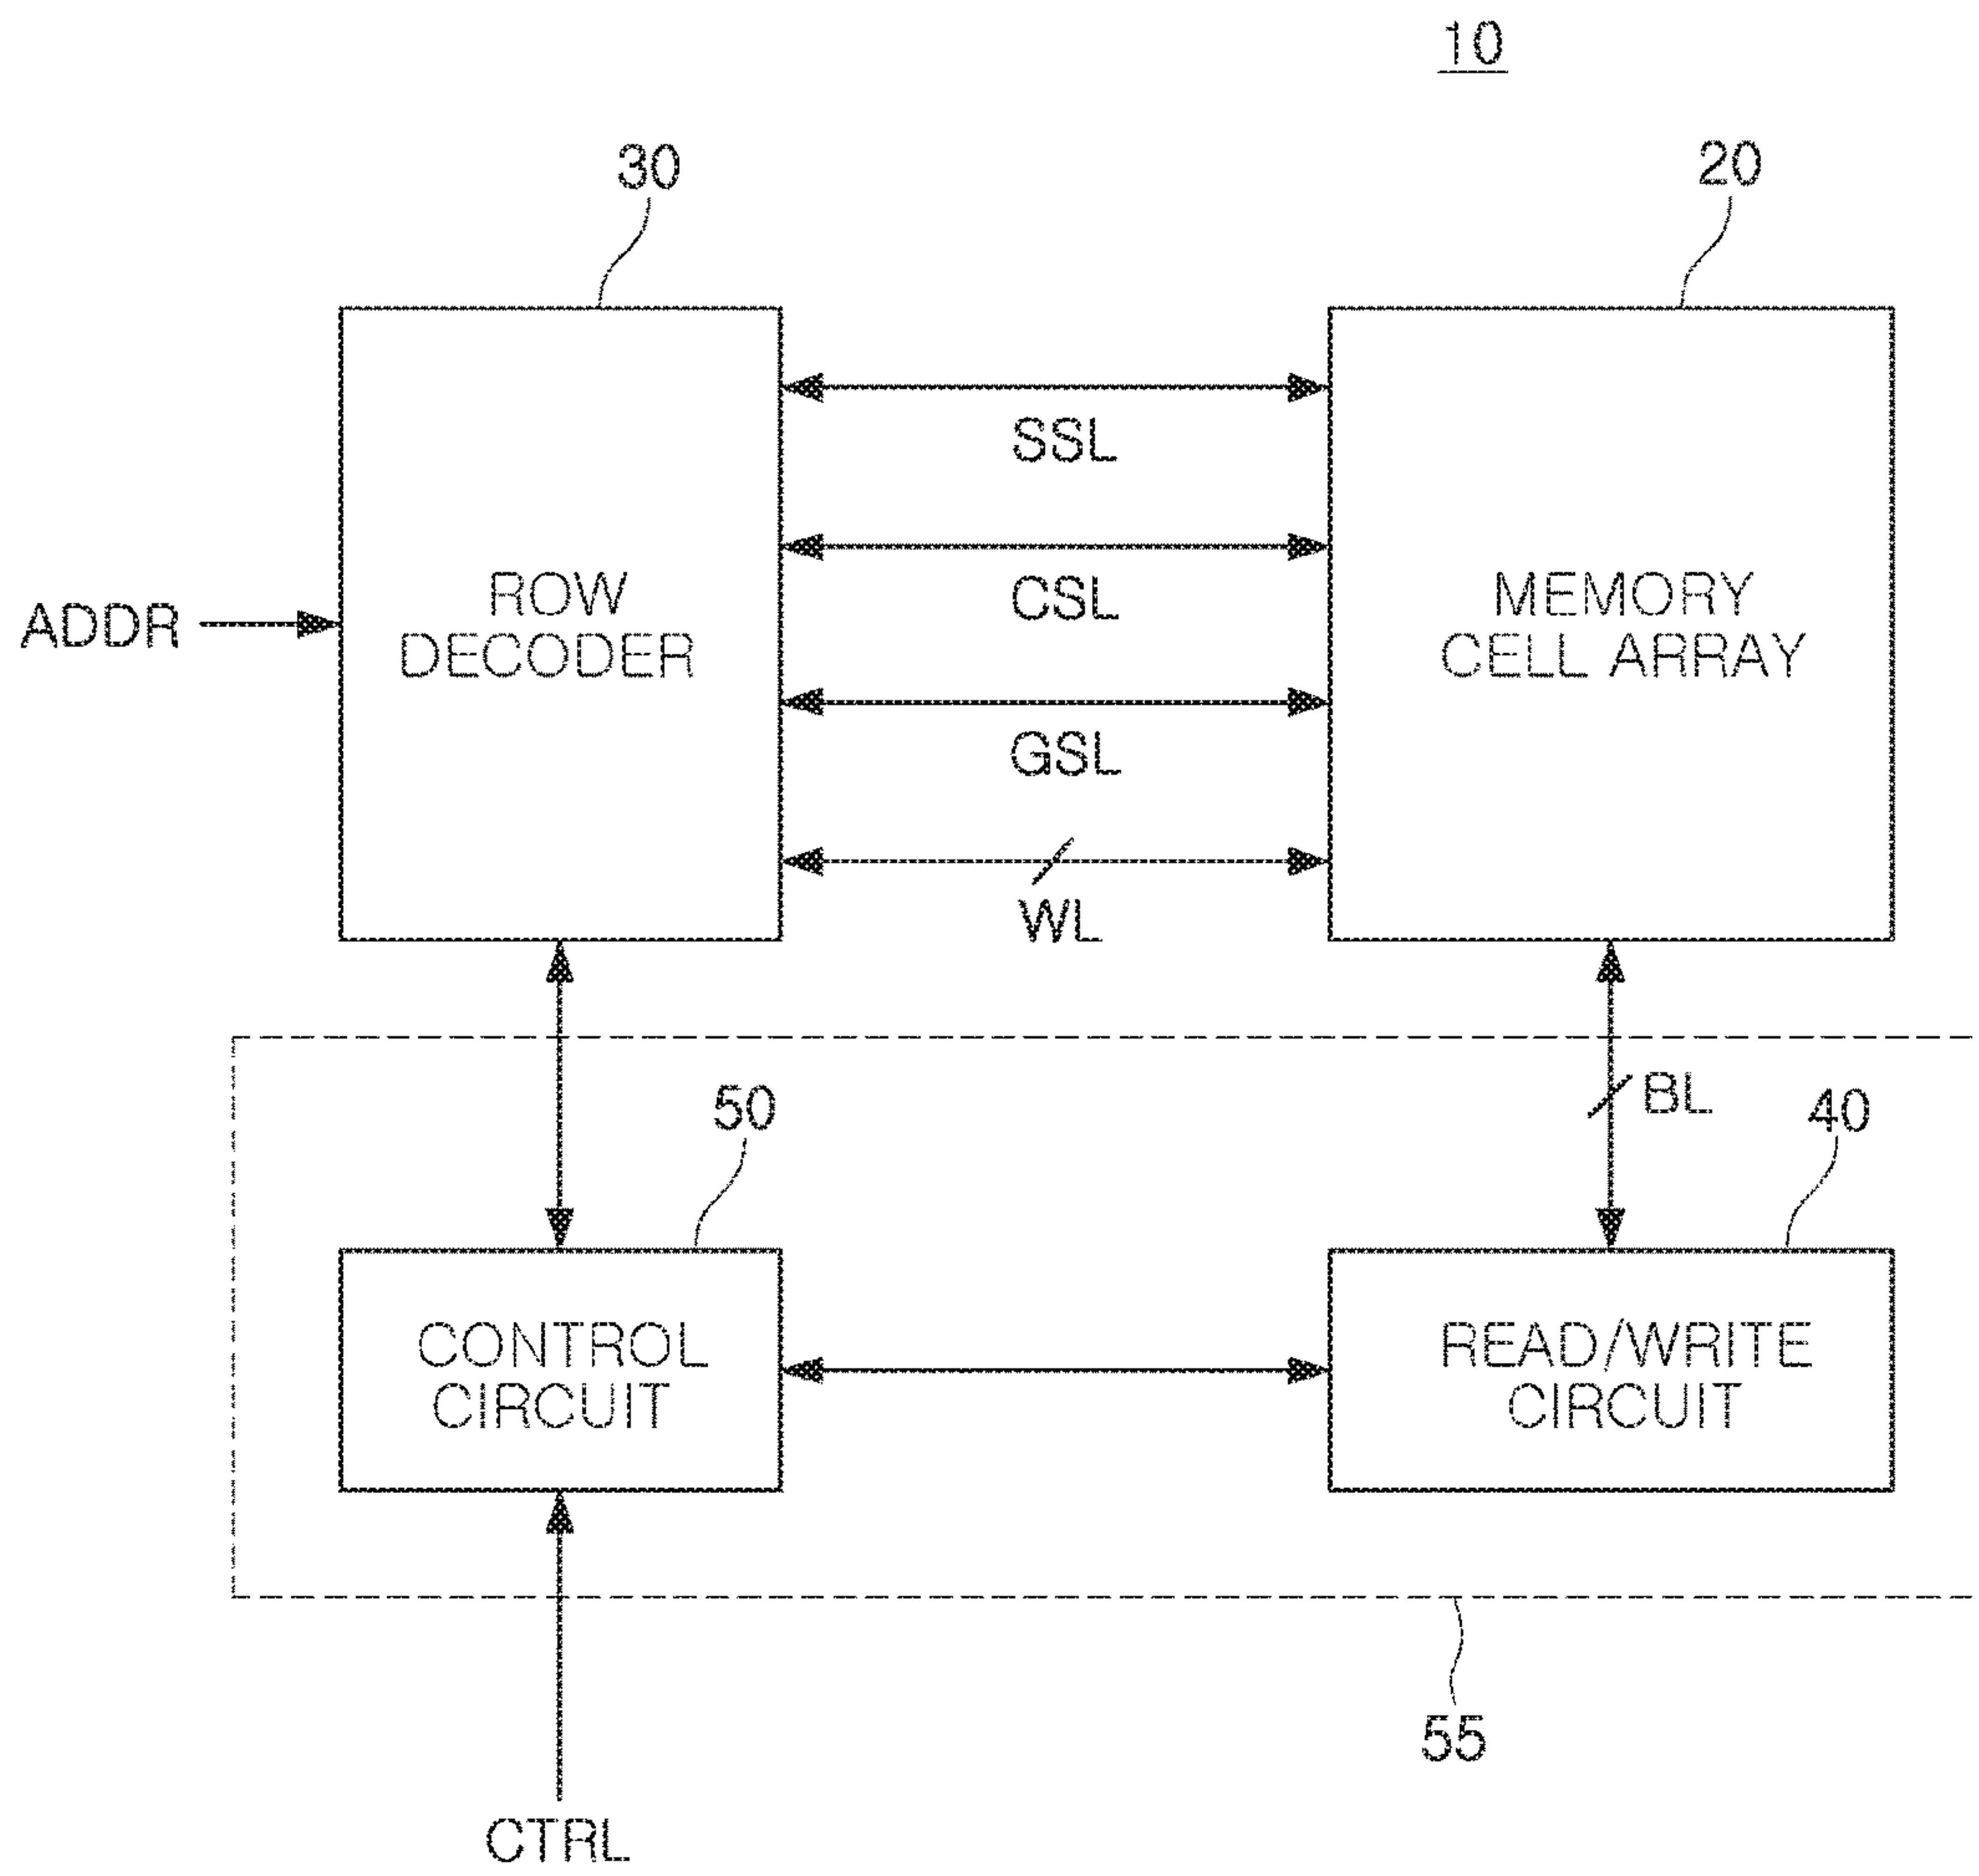 10
30
20
SSL
CSL
GSL
WL
ADDR
ROW
DECODER
MEMORY
CELL ARRAY
BL
50
40
CONTROL
CIRCUIT
READ/WRITE
CIRCUIT
55
CTRL